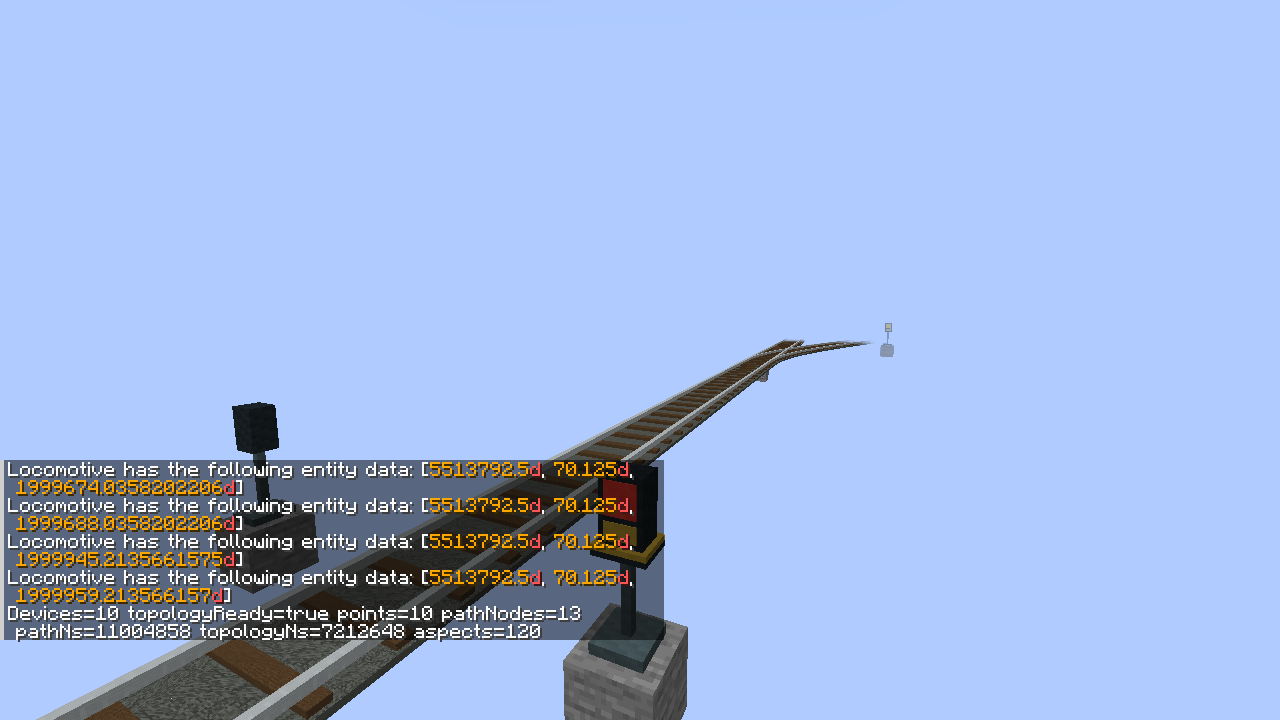 Locomotive has the following entity data: [5513792.5d, 70.125d,
1999674.0358202206d]
Locomotive has the following entity data: [5513792.5d, 70.125d,
1999688.0358202206d]
Locomotive has the following entity data: [5513792.5d, 70.125d,
1999945.2135661575d]
Locomotive has the following entity data: [5513792.5d, 70.125d,
1999959.213566157d]
Devices=10 topologyReady=true points=10 pathNodes=13
pathNs=11004858 topologyNs=7212648 aspects=120